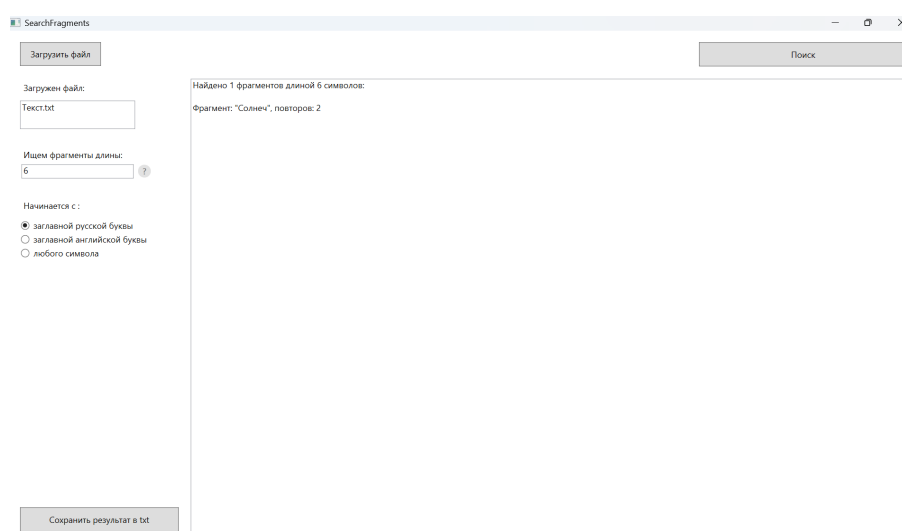 SearchFragments
Загрузить файл
Поиск
Загружен файл:
Текст.txt
Ищем фрагменты длины:
6
?
Начинается с :
заглавной русской буквы
заглавной английской буквы
любого символа
Найдено 1 фрагментов длиной 6 символов:
Фрагмент: "Солнеч", повторов: 2
Сохранить результат в txt